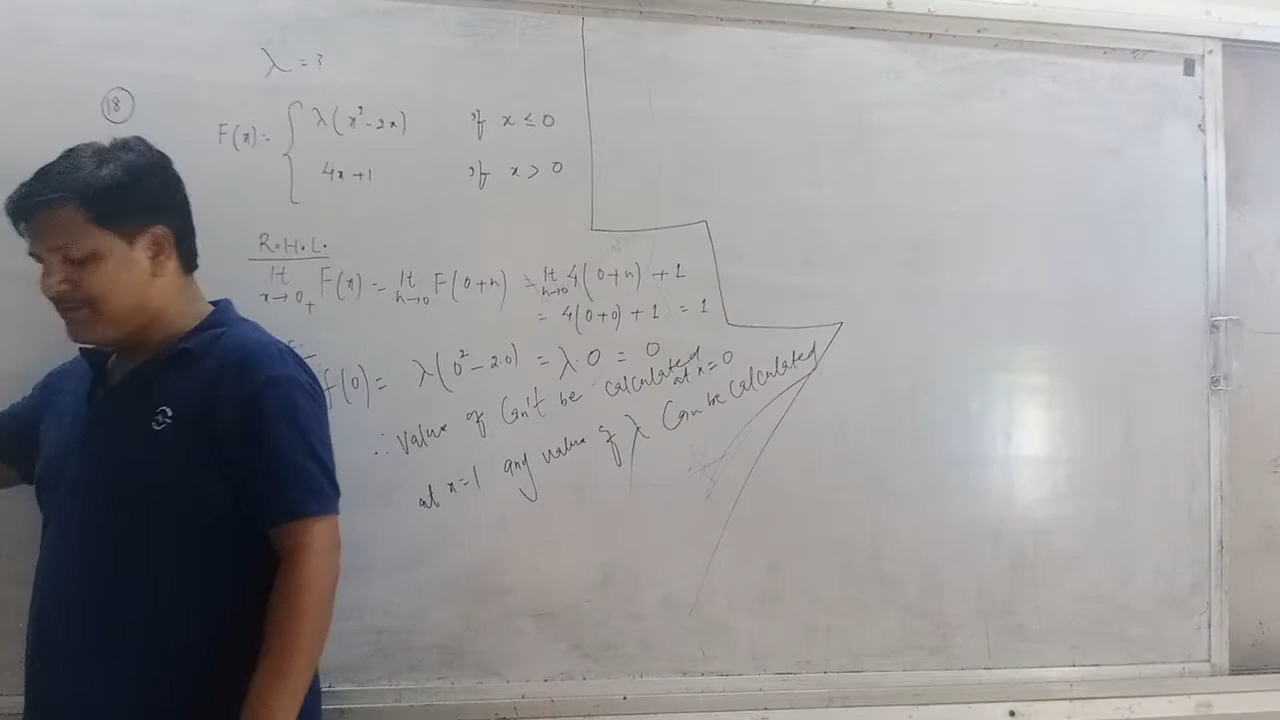 λ = ?
18
F(x) = { λ(x²-2x) if x ≤ 0
4x+1 if x > 0
R.H.L.
lt x→0+ F(x) = lt h→0 F(0+h) = lt h→0 4(0+h) + 1
= 4(0+0) + 1 = 1
f(0) = λ(0²-2.0) = λ.0 = 0
∴ Value of Can't be calculated at x=0
at x=1 any value of λ Can be calculated